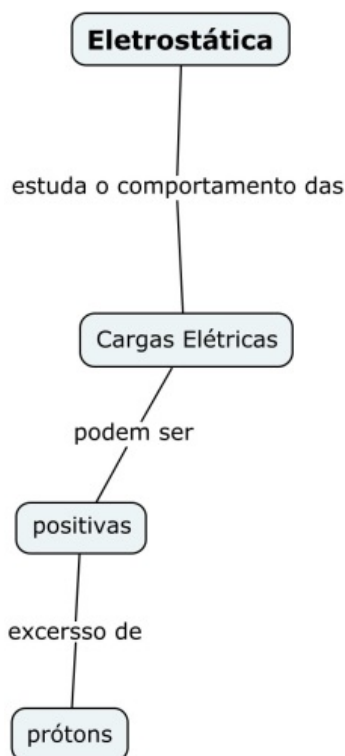 Eletrostática
estuda o comportamento das
Cargas Elétricas
podem ser
positivas
excersso de
prótons